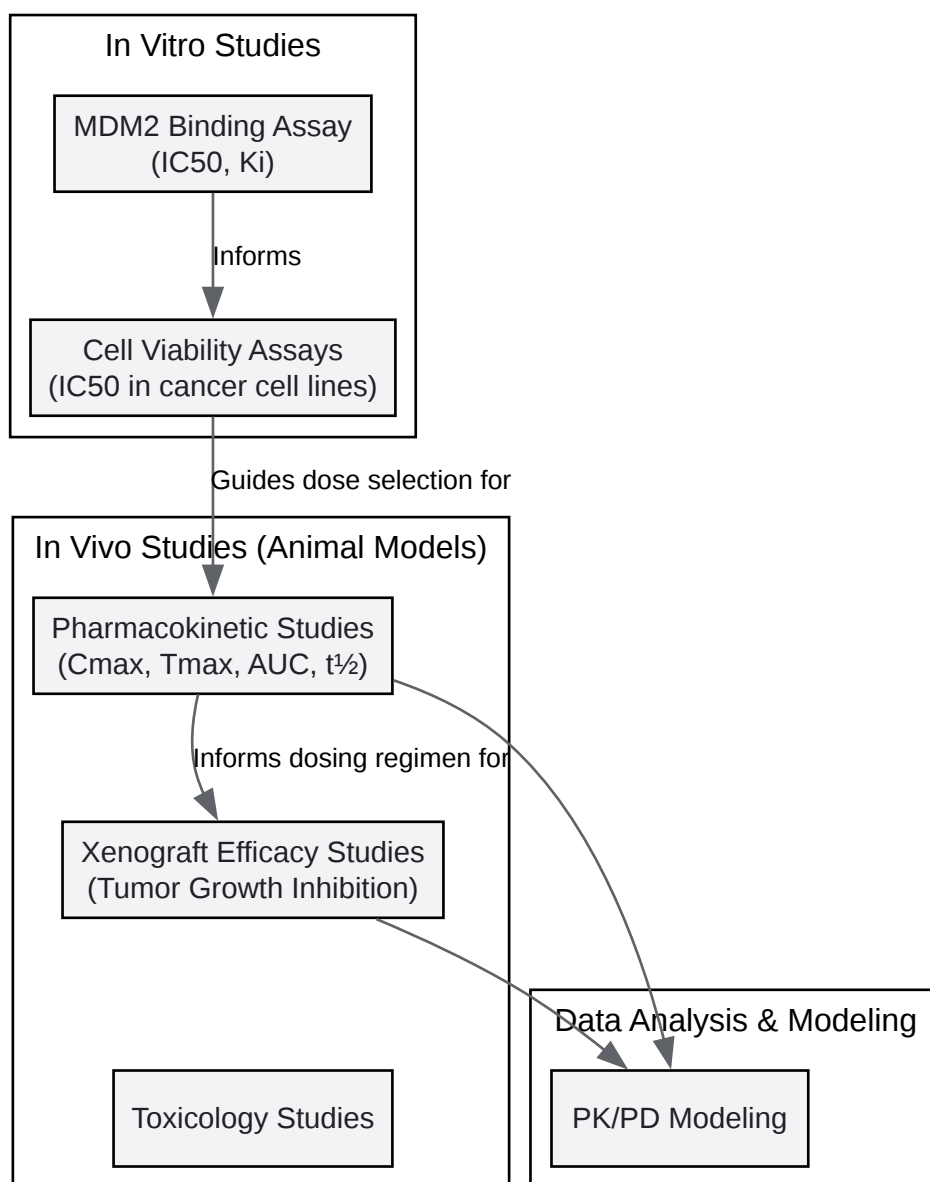 In Vitro Studies
MDM2 Binding Assay
(IC50, Ki)
Informs
Cell Viability Assays
(IC50 in cancer cell lines)
Guides dose selection for
In Vivo Studies (Animal Models)
Pharmacokinetic Studies
(Cmax, Tmax, AUC, t½)
Informs dosing regimen for
Xenograft Efficacy Studies
(Tumor Growth Inhibition)
Data Analysis & Modeling
Toxicology Studies
PK/PD Modeling